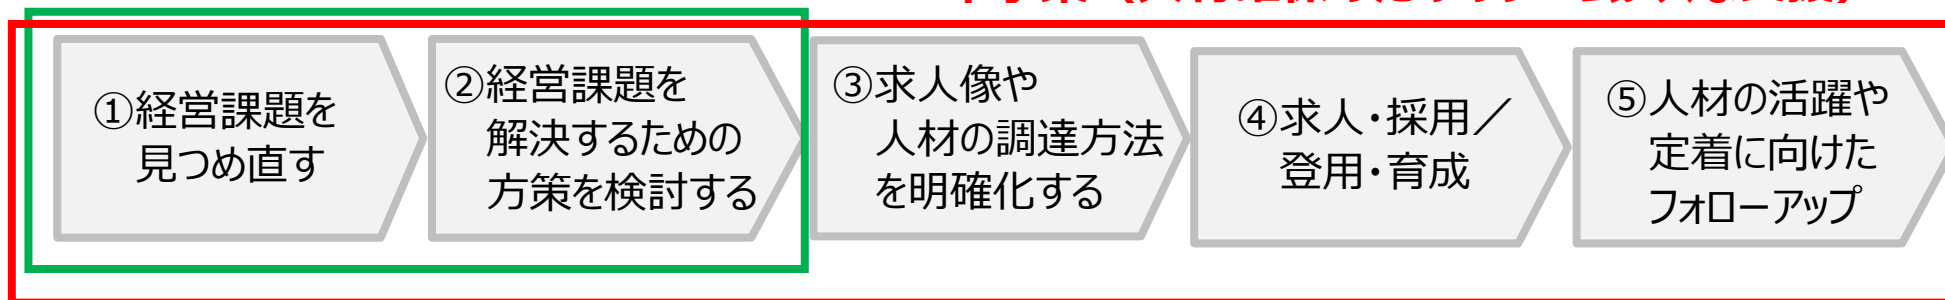 ①経営課題を
見つめ直す
②経営課題を
解決するための
方策を検討する
③求人像や
人材の調達方法
を明確化する
④求人・採用／
登用・育成
⑤人材の活躍や
定着に向けた
フォローアップ